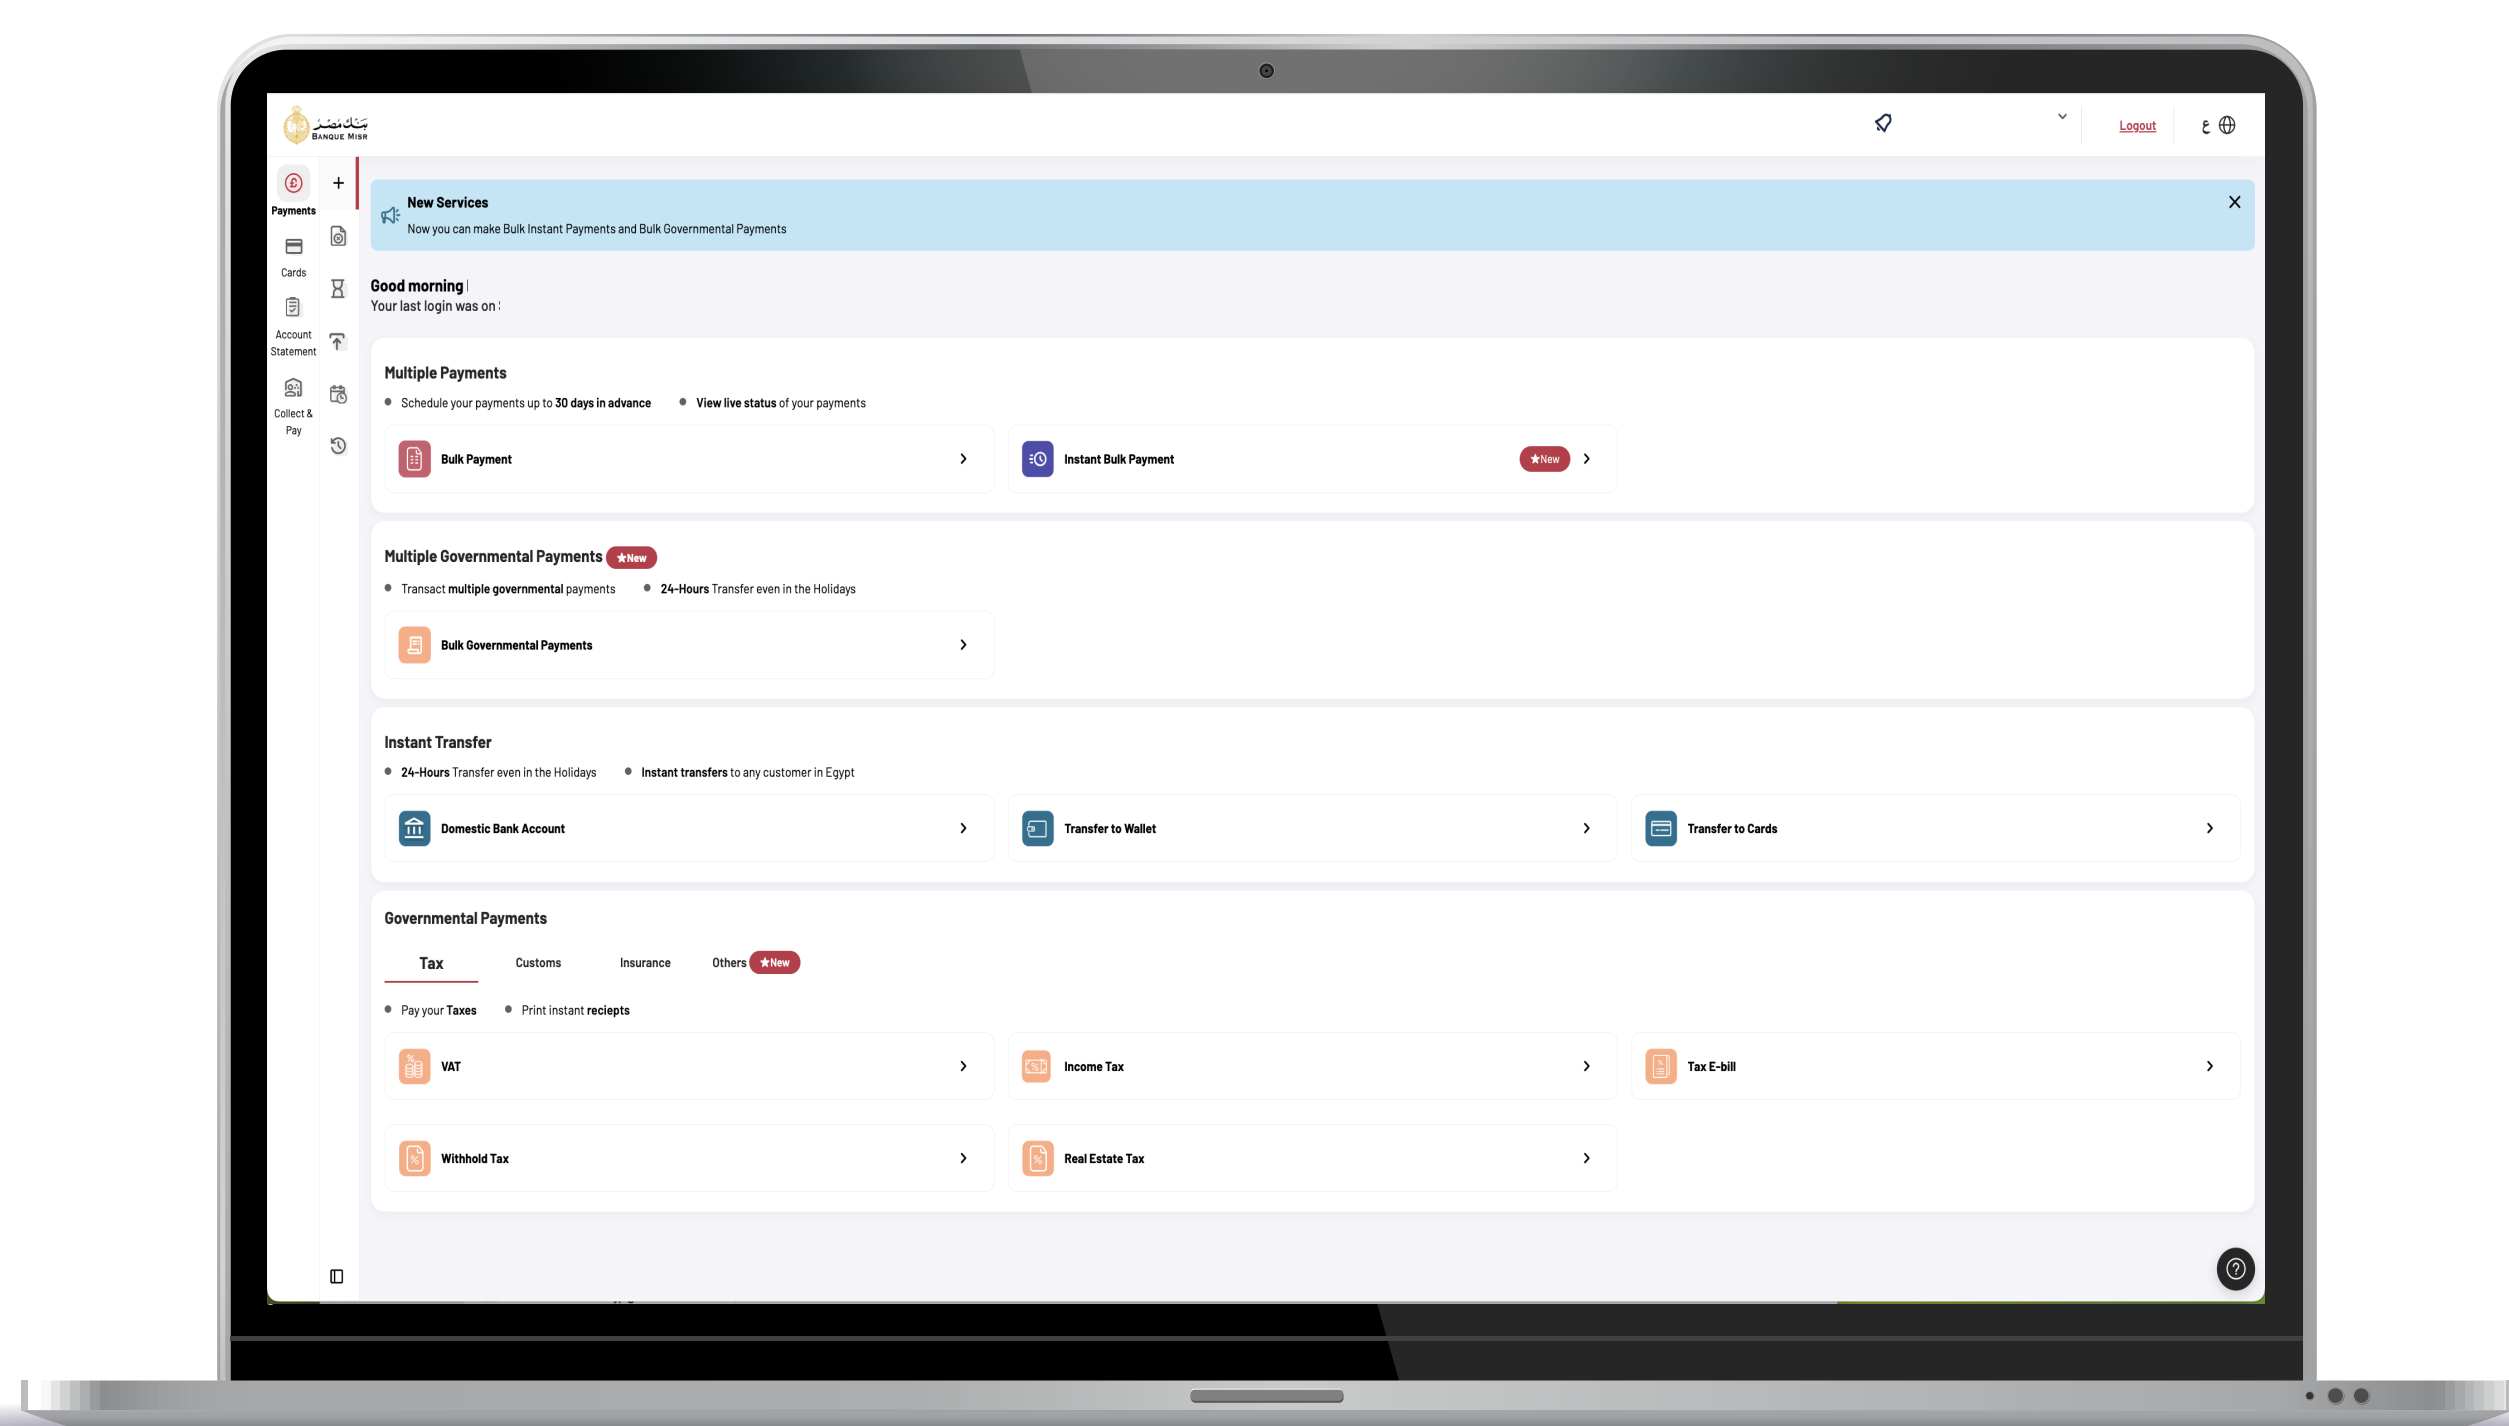 بنك مصر
BANQUE MISR
Logout
ع
Payments
Cards
Account
Statement
Collect &
Pay
New Services
Now you can make Bulk Instant Payments and Bulk Governmental Payments
Good morning
Your last login was on
Multiple Payments
Schedule your payments up to 30 days in advance
View live status of your payments
Bulk Payment
Instant Bulk Payment
New
Multiple Governmental Payments
New
Transact multiple governmental payments
24-Hours Transfer even in the Holidays
Bulk Governmental Payments
Instant Transfer
24-Hours Transfer even in the Holidays
Instant transfers to any customer in Egypt
Domestic Bank Account
Transfer to Wallet
Transfer to Cards
Governmental Payments
Tax
Customs
Insurance
Others
New
Pay your Taxes
Print instant reciepts
VAT
Income Tax
Tax E-bill
Withhold Tax
Real Estate Tax